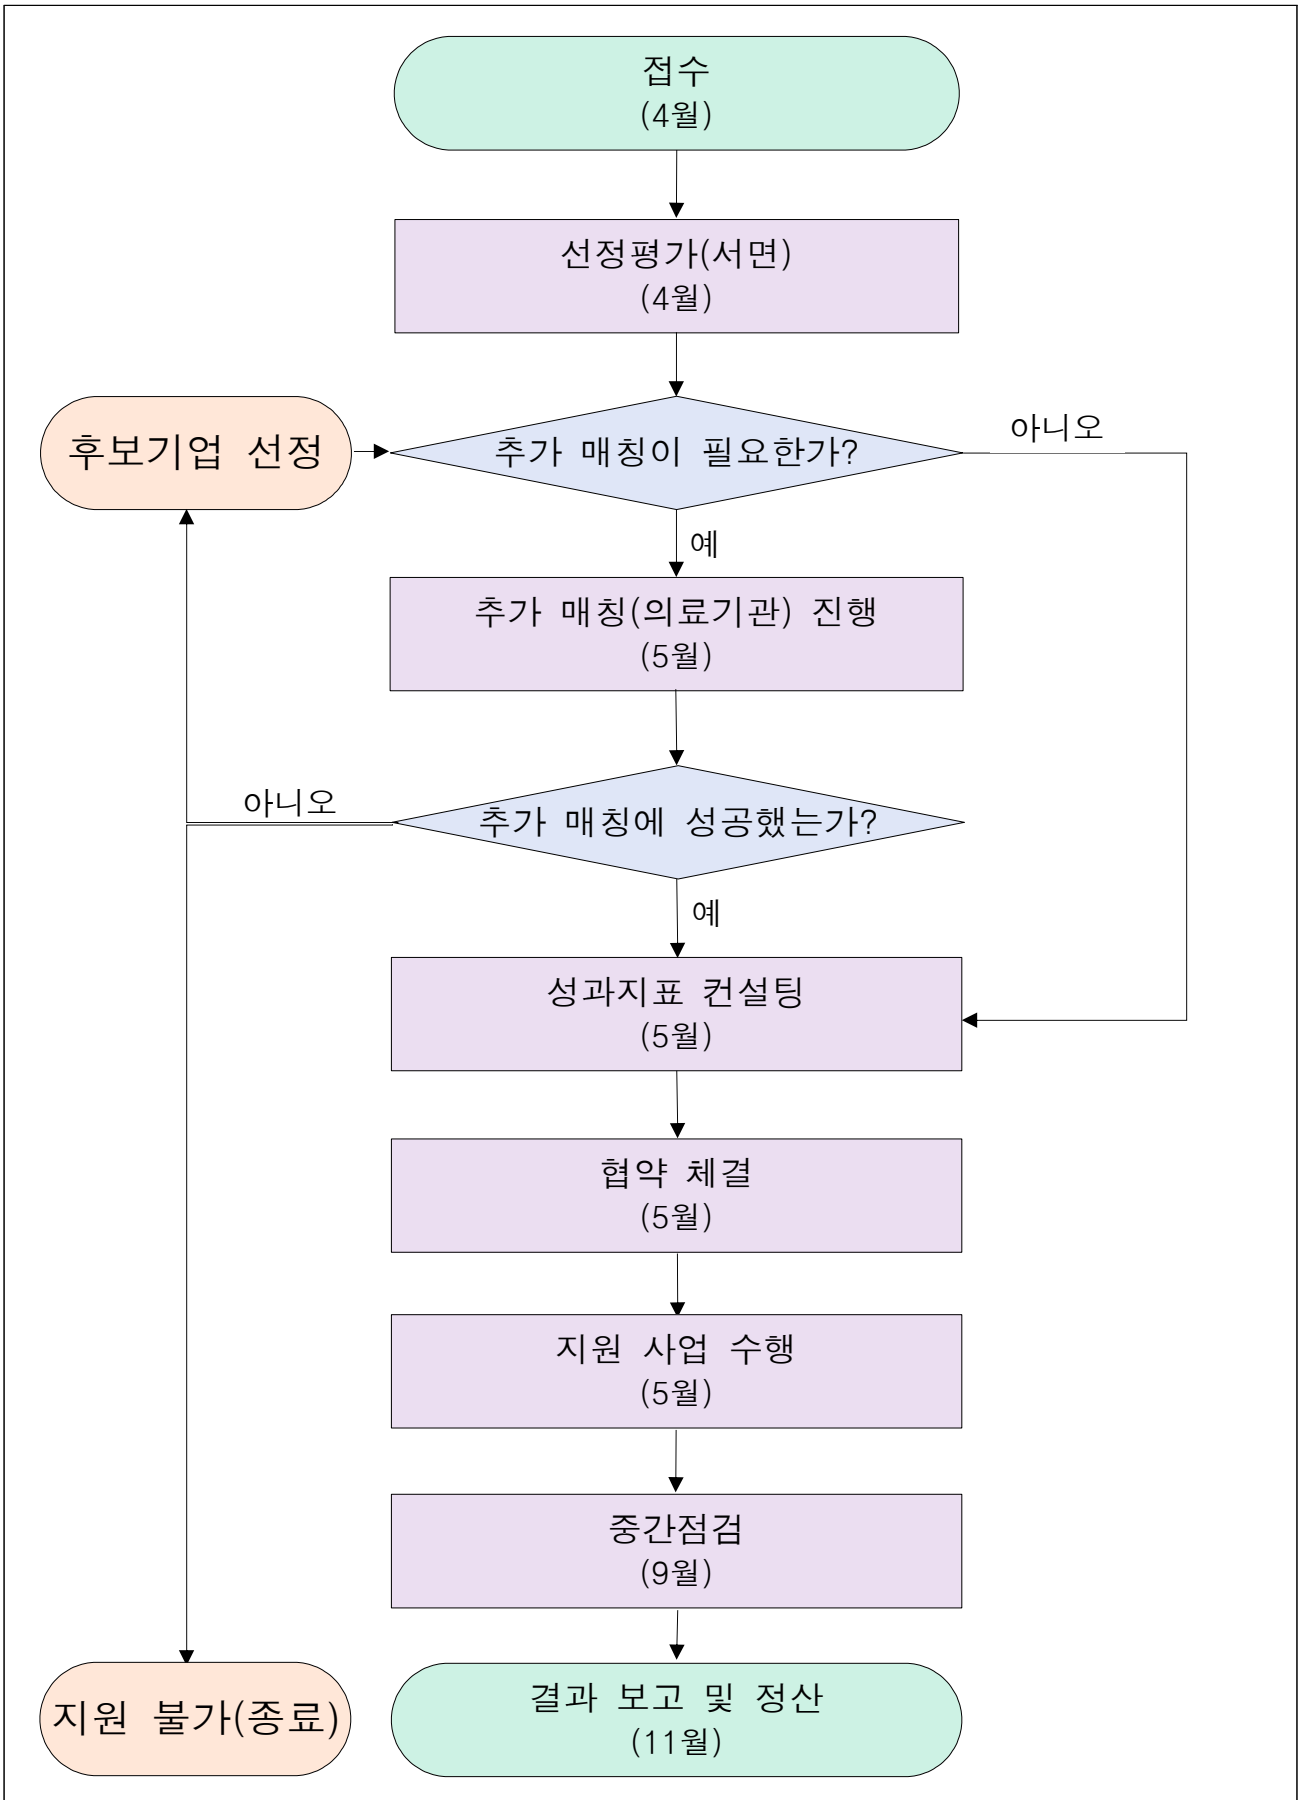 접수
(4월)
선정평가(서면)
(4월)
후보기업 선정
추가 매칭이 필요한가?
아니오
예
추가 매칭(의료기관) 진행
(5월)
아니오
추가 매칭에 성공했는가?
예
성과지표 컨설팅
(5월)
협약 체결
(5월)
지원 사업 수행
(5월)
중간점검
(9월)
지원 불가(종료)
결과 보고 및 정산
(11월)